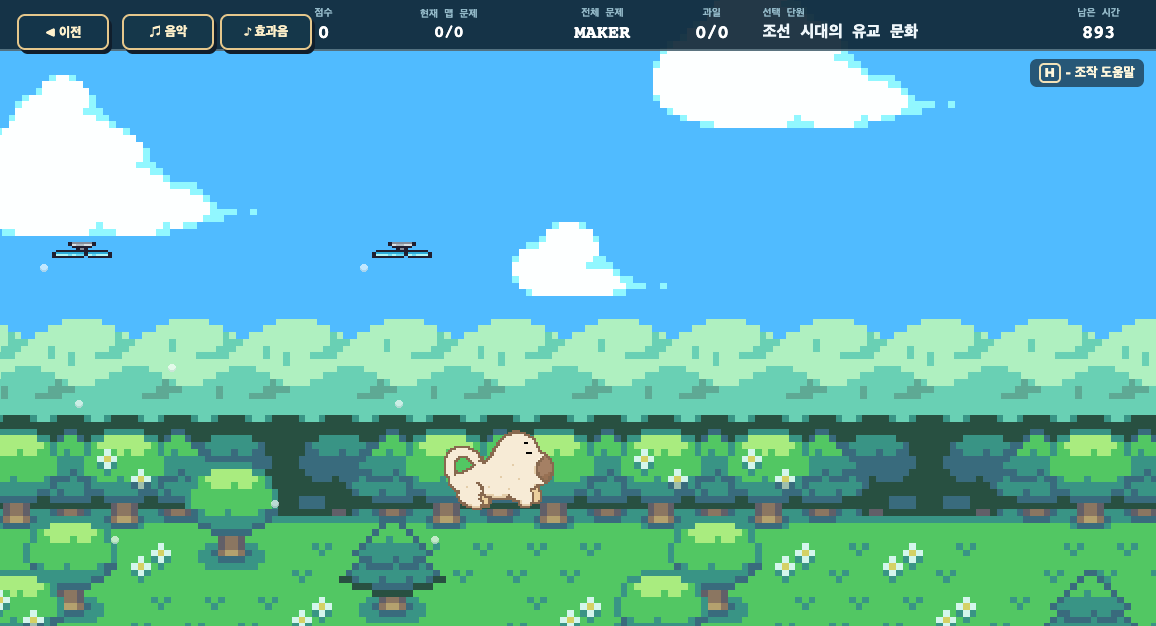 ◀ 이전
♫ 음악
♪ 효과음
점수
0
현재 맵 문제
0/0
전체 문제
MAKER
과일
0/0
선택 단원
조선 시대의 유교 문화
남은 시간
893
H - 조작 도움말